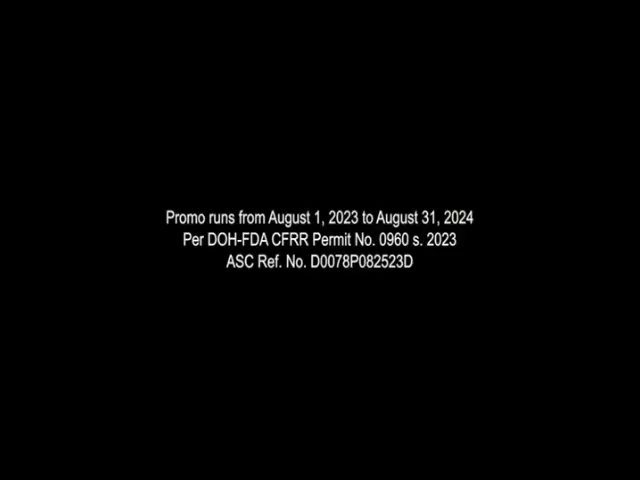 Promo runs from August 1, 2023 to August 31, 2024
Per DOH-FDA CFRR Permit No. 0960 s. 2023
ASC Ref. No. D0078P082523D